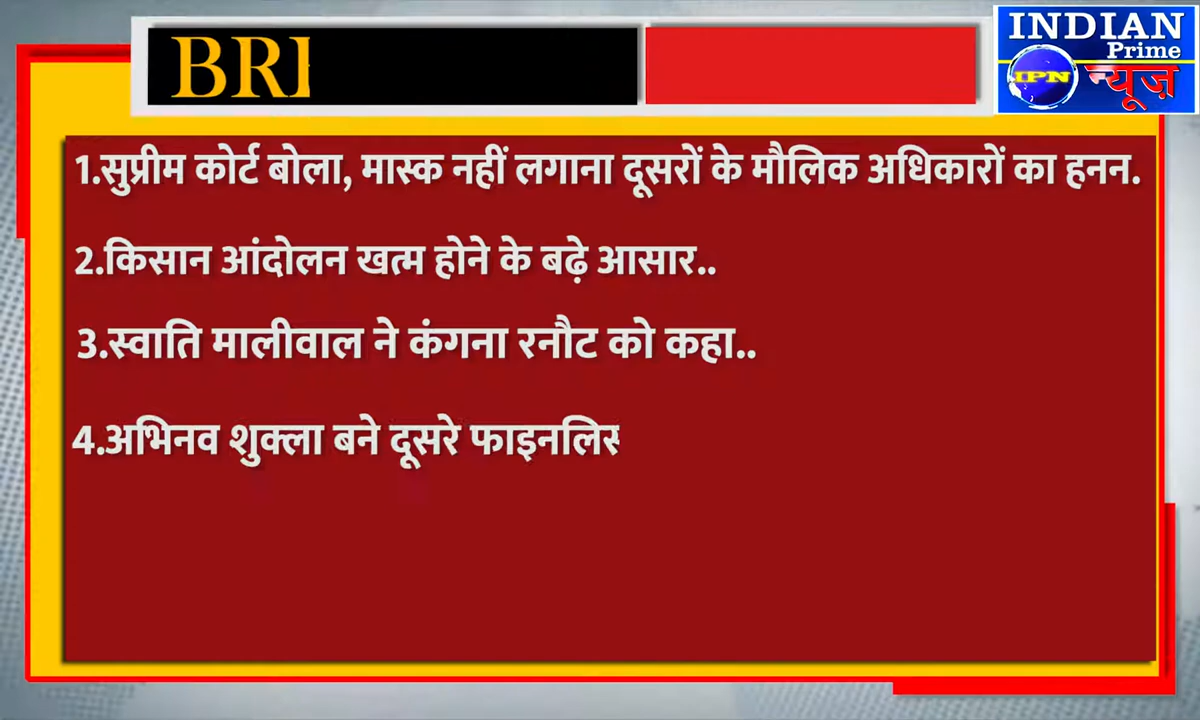 BRI
INDIAN
Prime
IPN न्यूज़
1.सुप्रीम कोर्ट बोला, मास्क नहीं लगाना दूसरों के मौलिक अधिकारों का हनन.
2.किसान आंदोलन खत्म होने के बढ़े आसार..
3.स्वाति मालीवाल ने कंगना रनौट को कहा..
4.अभिनव शुक्ला बने दूसरे